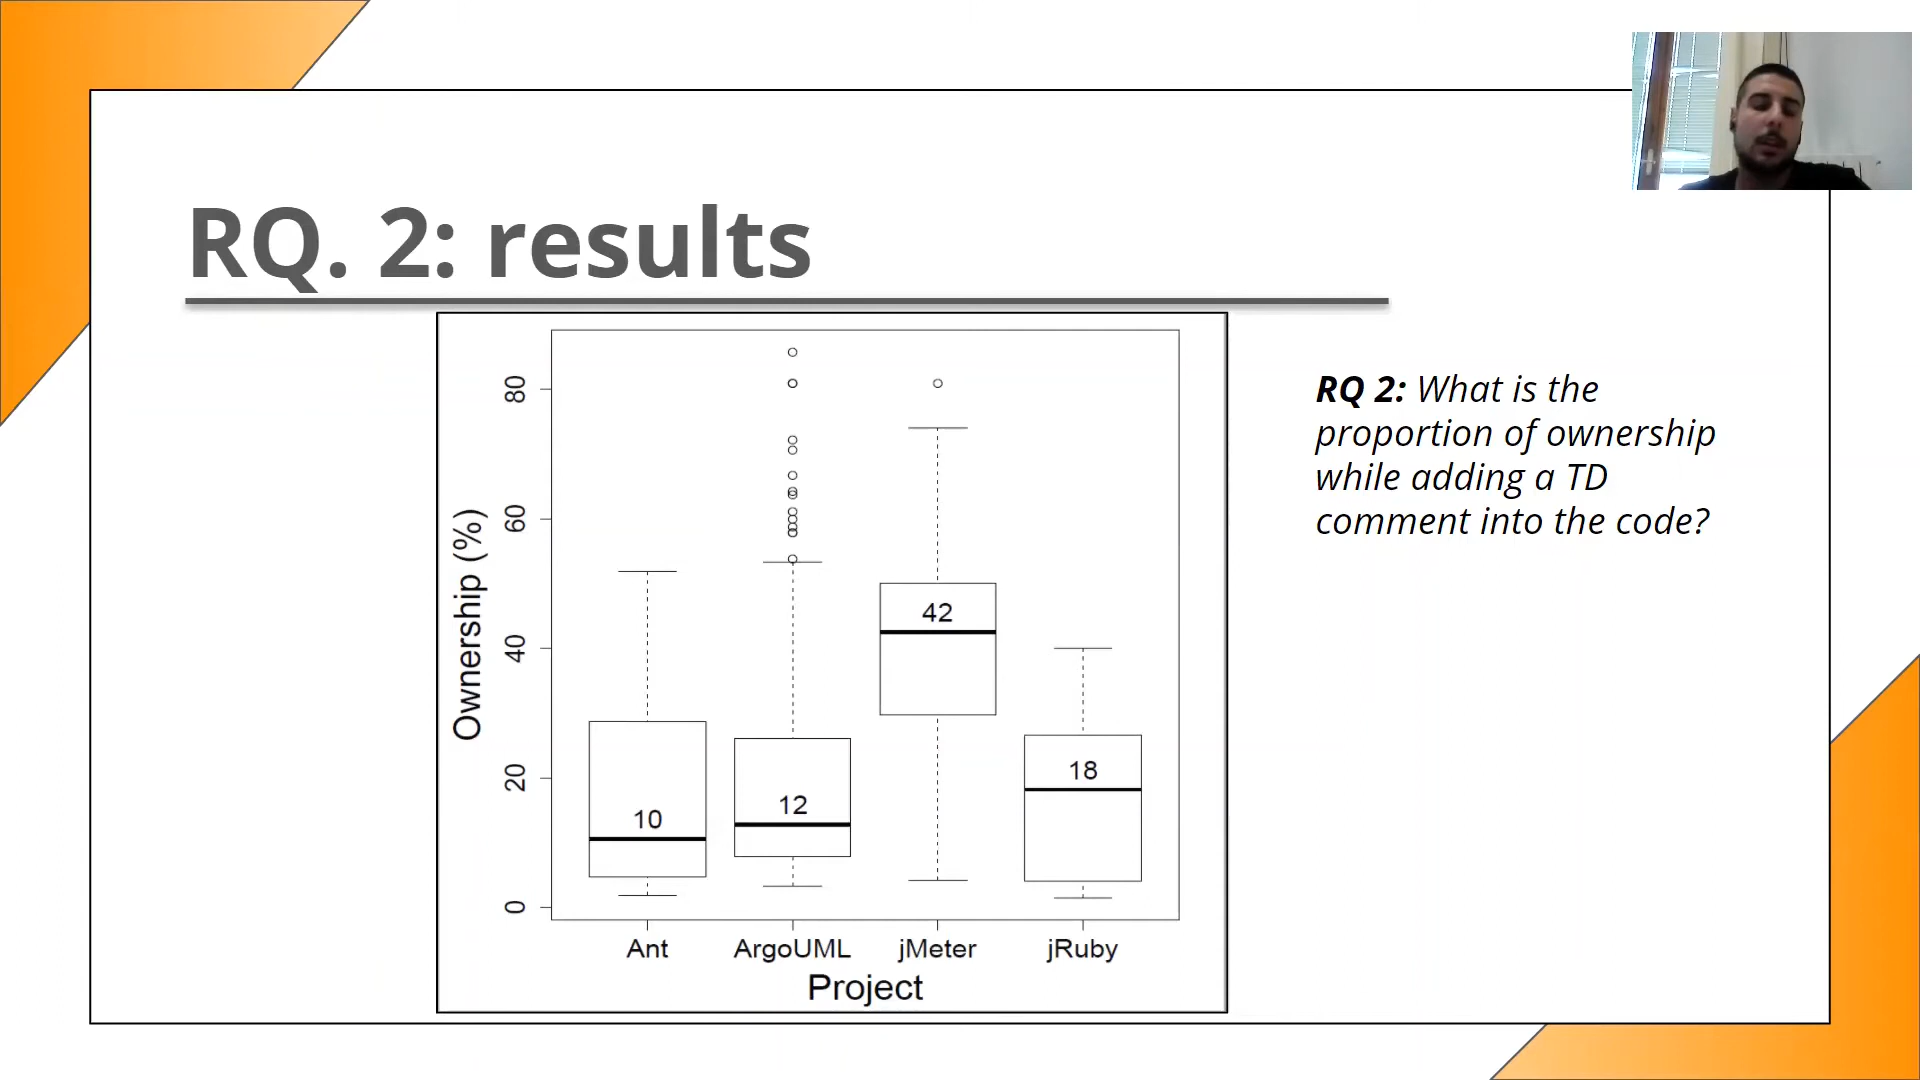 RQ. 2: results
RQ 2: What is the
proportion of ownership
while adding a TD
comment into the code?
Ownership (%)
80
60
40
20
0
10
12
42
18
Ant ArgoUML jMeter jRuby
Project